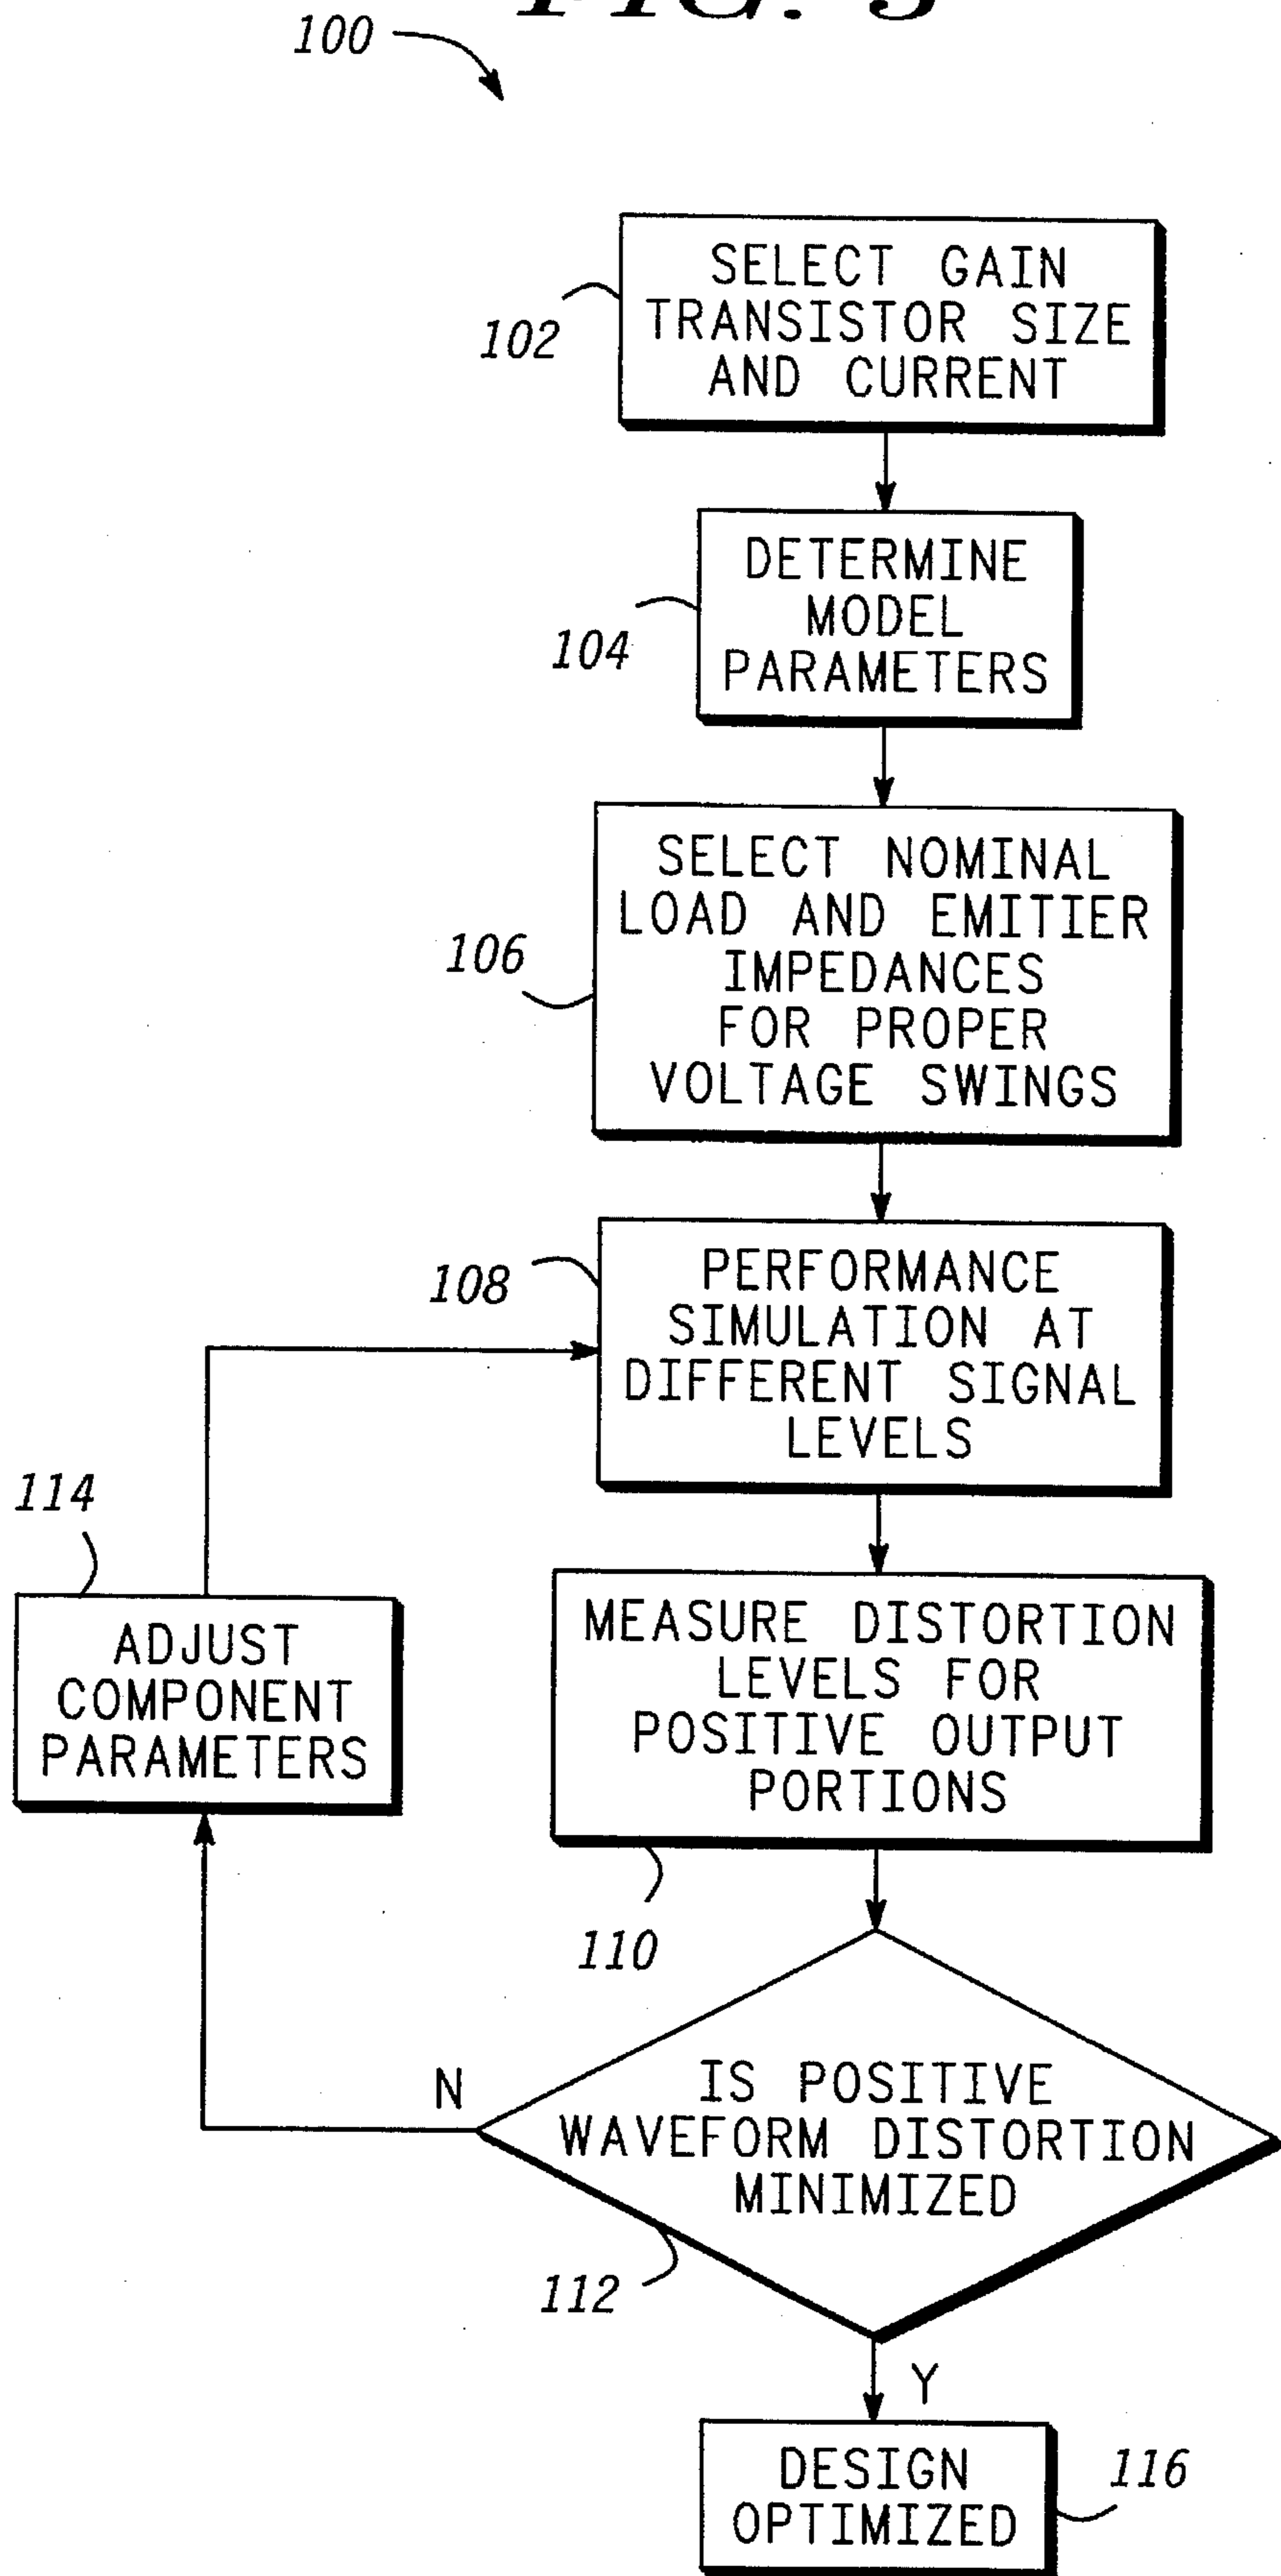 FIG. 5
100
SELECT GAIN
TRANSISTOR SIZE
AND CURRENT
102
DETERMINE
MODEL
PARAMETERS
104
SELECT NOMINAL
LOAD AND EMITIER
IMPEDANCES
FOR PROPER
VOLTAGE SWINGS
106
PERFORMANCE
SIMULATION AT
DIFFERENT SIGNAL
LEVELS
108
114
ADJUST
COMPONENT
PARAMETERS
MEASURE DISTORTION
LEVELS FOR
POSITIVE OUTPUT
PORTIONS
110
N
IS POSITIVE
WAVEFORM DISTORTION
MINIMIZED
112
Y
DESIGN
OPTIMIZED
116